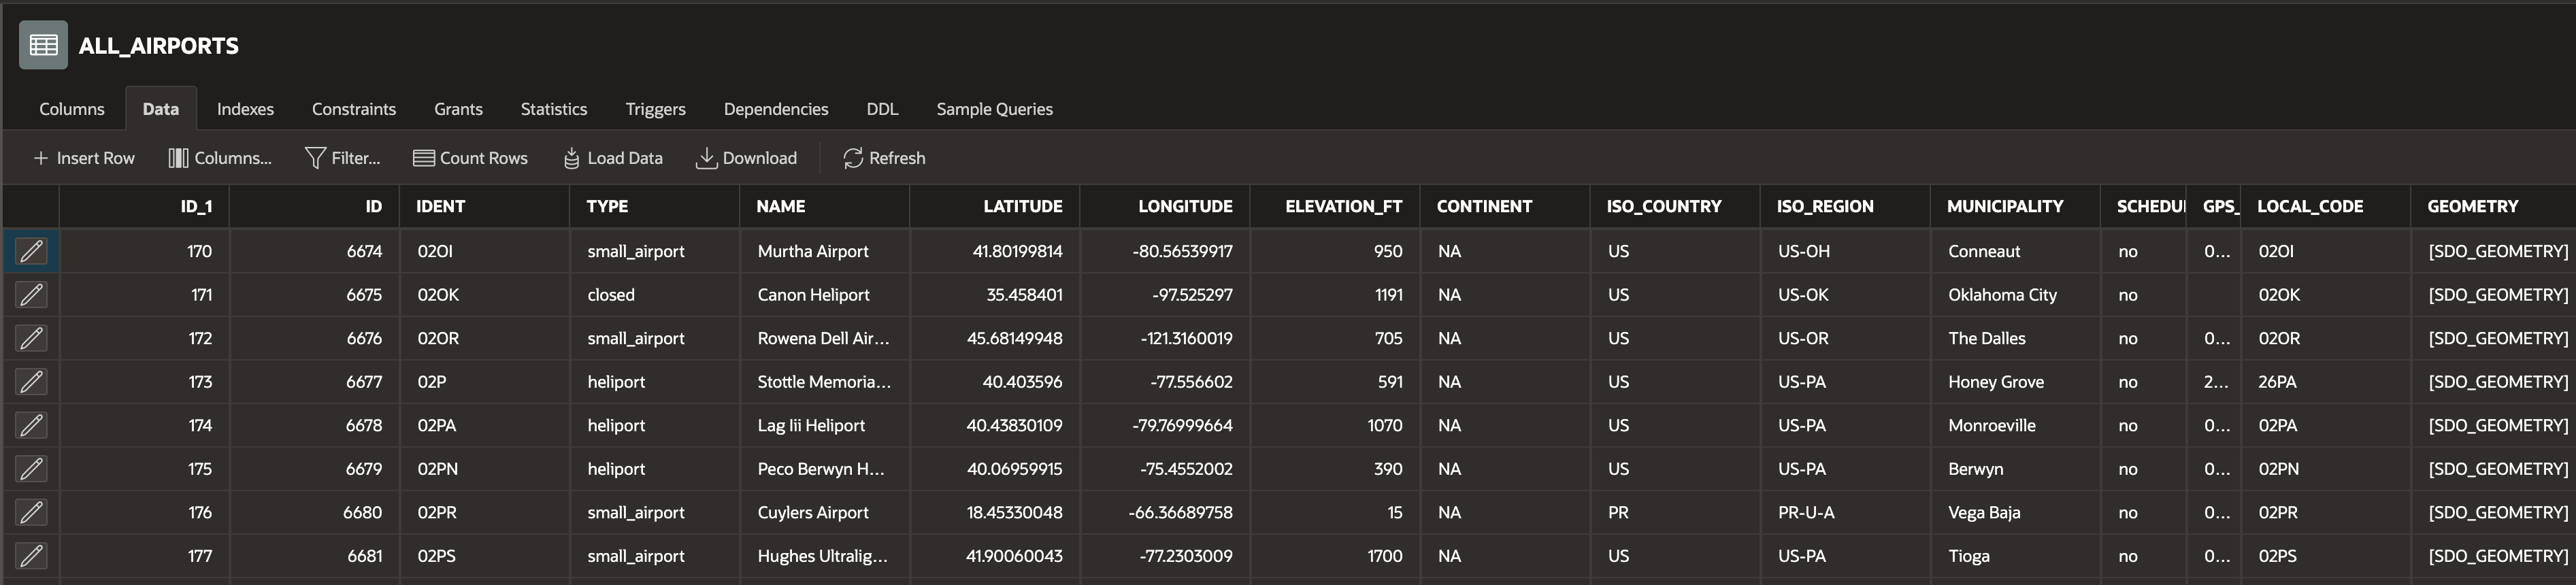 ALL_AIRPORTS
Columns Data Indexes Constraints Grants Statistics Triggers Dependencies DDL Sample Queries
+ Insert Row Columns... Filter... Count Rows Load Data Download Refresh
ID_1 ID IDENT TYPE NAME LATITUDE LONGITUDE ELEVATION_FT CONTINENT ISO_COUNTRY ISO_REGION MUNICIPALITY SCHEDUI GPS_ LOCAL_CODE GEOMETRY
170 6674 02OI small_airport Murtha Airport 41.80199814 -80.56539917 950 NA US US-OH Conneaut no 0... 02OI [SDO_GEOMETRY]
171 6675 02OK closed Canon Heliport 35.458401 -97.525297 1191 NA US US-OK Oklahoma City no 02OK [SDO_GEOMETRY]
172 6676 02OR small_airport Rowena Dell Air... 45.68149948 -121.3160019 705 NA US US-OR The Dalles no 0... 02OR [SDO_GEOMETRY]
173 6677 02P heliport Stottle Memoria... 40.403596 -77.556602 591 NA US US-PA Honey Grove no 2... 26PA [SDO_GEOMETRY]
174 6678 02PA heliport Lag Iii Heliport 40.43830109 -79.76999664 1070 NA US US-PA Monroeville no 0... 02PA [SDO_GEOMETRY]
175 6679 02PN heliport Peco Berwyn H... 40.06959915 -75.4552002 390 NA US US-PA Berwyn no 0... 02PN [SDO_GEOMETRY]
176 6680 02PR small_airport Cuylers Airport 18.45330048 -66.36689758 15 NA PR PR-U-A Vega Baja no 0... 02PR [SDO_GEOMETRY]
177 6681 02PS small_airport Hughes Ultralig... 41.90060043 -77.2303009 1700 NA US US-PA Tioga no 0... 02PS [SDO_GEOMETRY]